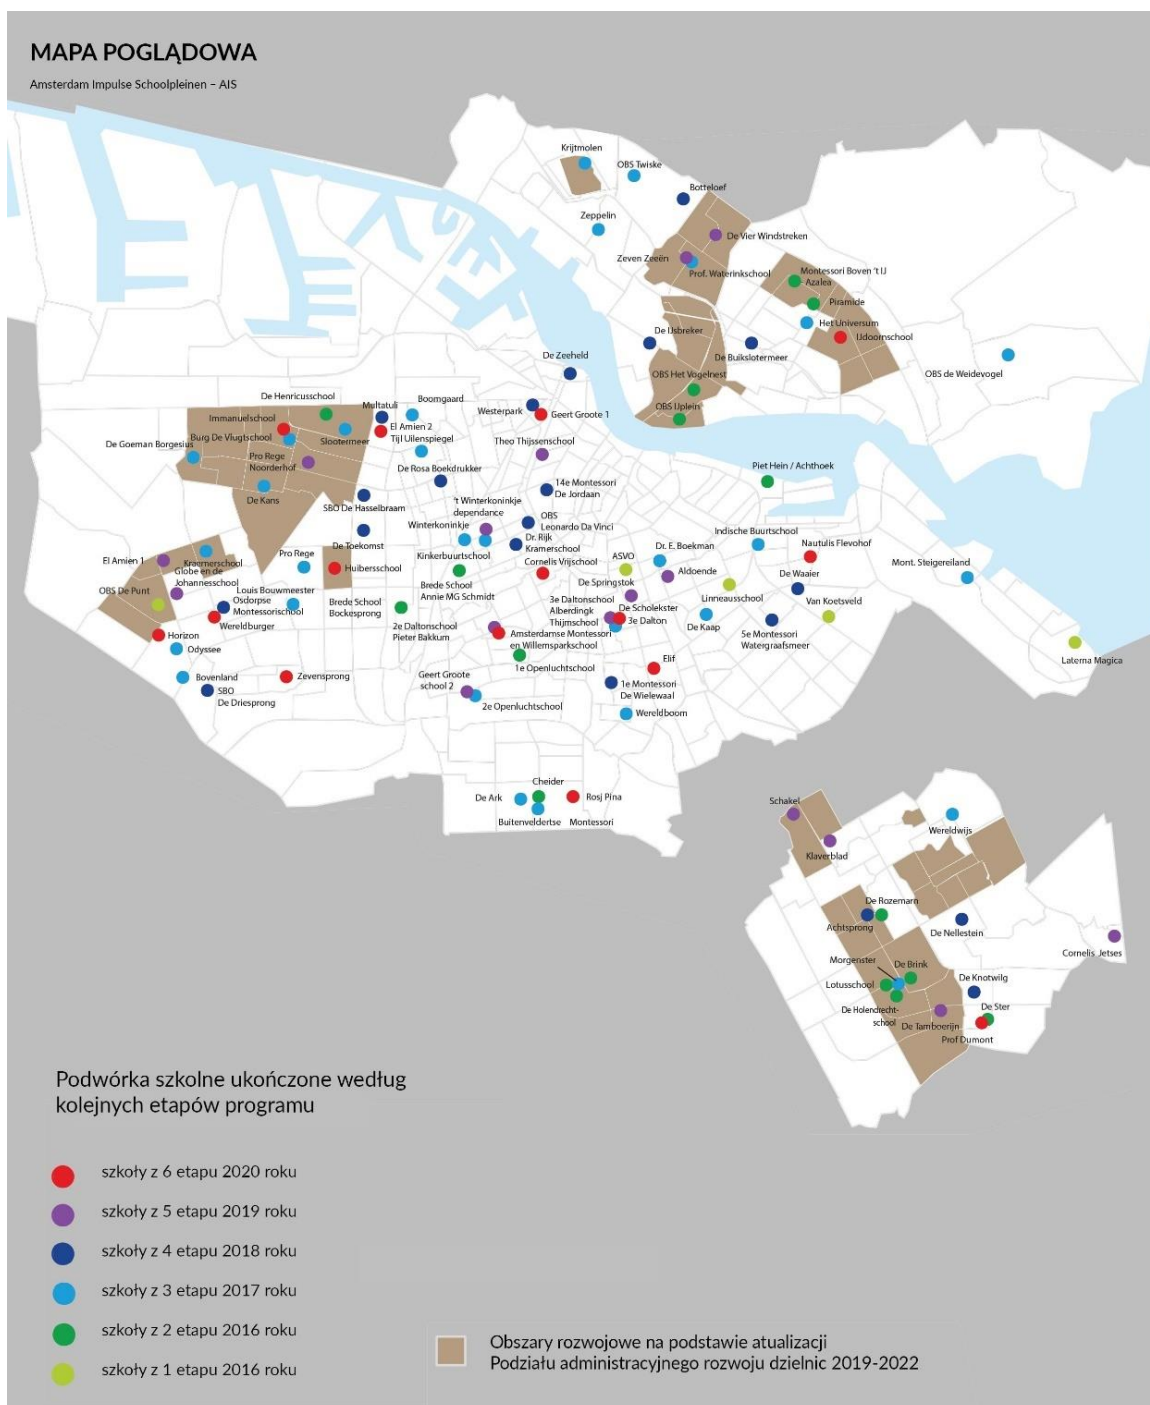 MAPA POGLĄDOWA
Amsterdam Impulse Schoolpleinen – AIS
Krijtmolen
OBS Twiske
Botteloef
Zeppelin
De Vier Windstreken
Zeven Zeeën
Prof. Waterinkschool
Montessori Boven 't IJ
- Azalea
Piramide
Het Universum
IJdoornschool
De IJsbreker
De Buikslotermeer
OBS de Weidevogel
De Zeeheld
OBS Het Vogelnest
OBS IJplein
De Henricusschool
Multatuli
Boomgaard
Westerpark
Geert Groote 1
Immanuelschool
El Amien 2
Burg De Vlugtschool
Slootermeer
Tijl Uilenspiegel
De Goeman Borgesius
Theo Thijssenschool
Pro Rege
Noorderhof
De Rosa Boekdrukker
Piet Hein / Achthoek
De Kans
SBO De Hasselbraam
14e Montessori
De Jordaan
't Winterkoninkje
dependance
Winterkoninkje
OBS
Leonardo Da Vinci
Indische Buurtschool
De Toekomst
Dr. Rijk
Kramerschool
Dr. E. Boekman
Nautulis Flevohof
El Amien 1
Kraemerschool
Pro Rege
Kinkerbuurtschool
Cornelis Vrijschool
ASVO
Mont. Steigereiland
Globe en de
Johannesschool
Huibersschool
Aldoende
De Waaier
OBS De Punt
Louis Bouwmeester
Brede School
Annie MG Schmidt
De Springstok
Linneausschool
Osdorpse
Montessorischool
Brede School
Bockesprong
3e Daltonschool
Alberdingk
Thijmschool
De Scholekster
3e Dalton
Van Koetsveld
De Kaap
Wereldburger
2e Daltonschool
Pieter Bakkum
Amsterdamse Montessori
en Willemsparkschool
5e Montessori
Watergraafsmeer
Horizon
Odyssee
1e Openluchtschool
Elif
Laterna Magica
Bovenland
Zevensprong
Geert Groote
school 2
1e Montessori
De Wielewaal
SBO
De Driesprong
2e Openluchtschool
Wereldboom
Cheider
De Ark
Rosj Pina
Buitenveldertse Montessori
Schakel
Wereldwijs
Klaverblad
De Rozemarn
Achtsprong
De Nellestein
Cornelis Jetses
Morgenster
De Brink
Lotusschool
De Knotwilg
De Holendrecht-
school
De Ster
De Tamboerijn
Prof Dumont
Podwórka szkolne ukończone według
kolejnych etapów programu
szkoły z 6 etapu 2020 roku
szkoły z 5 etapu 2019 roku
szkoły z 4 etapu 2018 roku
szkoły z 3 etapu 2017 roku
szkoły z 2 etapu 2016 roku
szkoły z 1 etapu 2016 roku
Obszary rozwojowe na podstawie atualizacji
Podziału administracyjnego rozwoju dzielnic 2019-2022